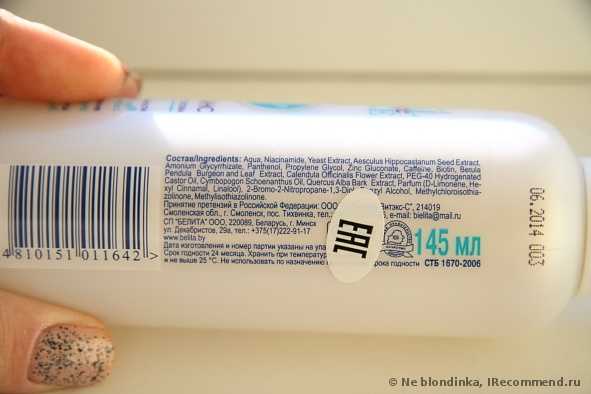 Состав/Ingredients: Aqua, Niacinamide, Yeast Extract, Aesculus Hippocastanum Seed Extract,
Amonium Glycyrrhizate, Panthenol, Propylene Glycol, Zinc Gluconate, Caffeine, Biotin, Betula
Pendula Burgeon and Leaf Extract, Calendula Officinalis Flower Extract, PEG-40 Hydrogenated
Castor Oil, Cymbopogon Schoenanthus Oil, Quercus Alba Bark Extract, Parfum (D-Limonene, He-
xyl Cinnamal, Linalool), 2-Bromo-2-Nitropropane-1,3-Alcohol, Methylchloroisothia-
zolinone, Methylisothiazolinone.
Принятие претензий в Российской Федерации: ООО 214019
Смоленская обл., г. Смоленск, пос. Тихвинка, e-mail: bielita@mail.ru
СП "БЕЛИТА" ООО, 220089, Беларусь, г. Минск
ул. Декабристов, 29а, тел.: +375(17)222-91-17
www.belita.by
Дата изготовления и номер партии указаны на
Срок годности 24 месяца. Хранить при температуре
и не выше 25 °C. Не использовать по назначению срока годности
4 810151 011642 >
ЕАС
145 мл
СТБ 1670-2006
06.2014 003
© Ne blondinka, IRecommend.ru